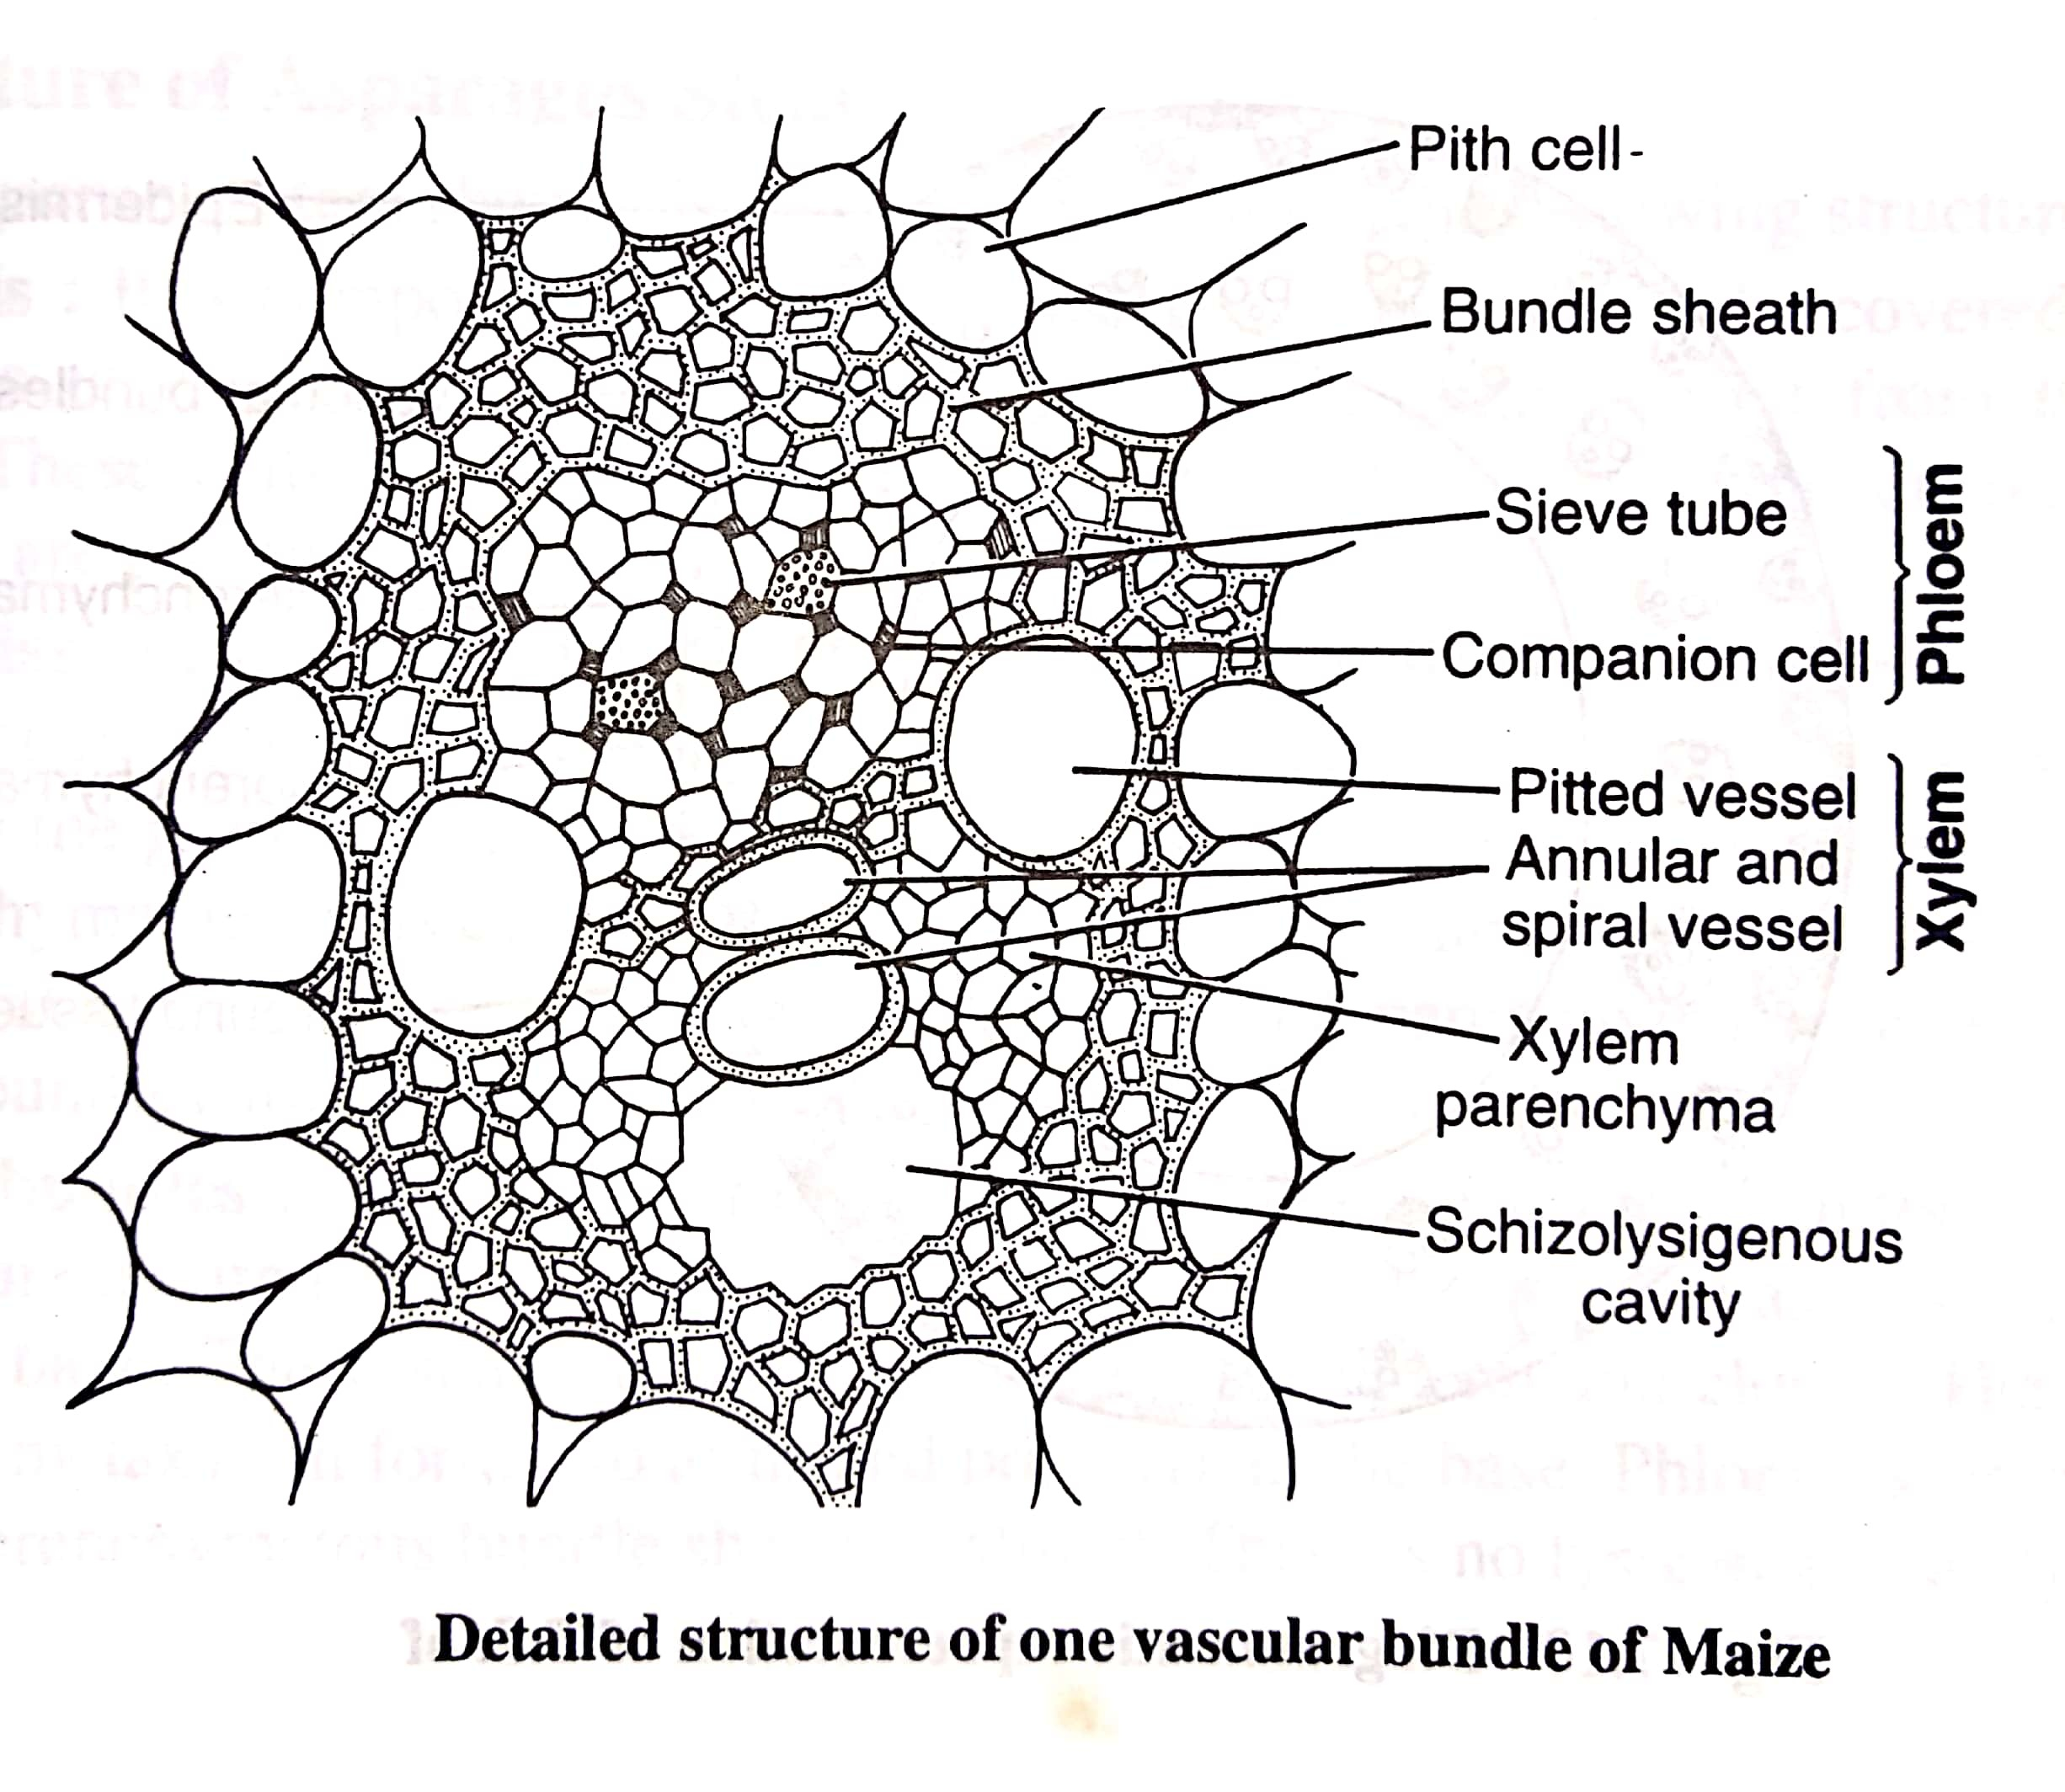 Pith cell-
Bundle sheath
Sieve tube
Companion cell
Phloem
Pitted vessel
Annular and
spiral vessel
Xylem
Xylem
parenchyma
Schizolysigenous
cavity
Detailed structure of one vascular bundle of Maize